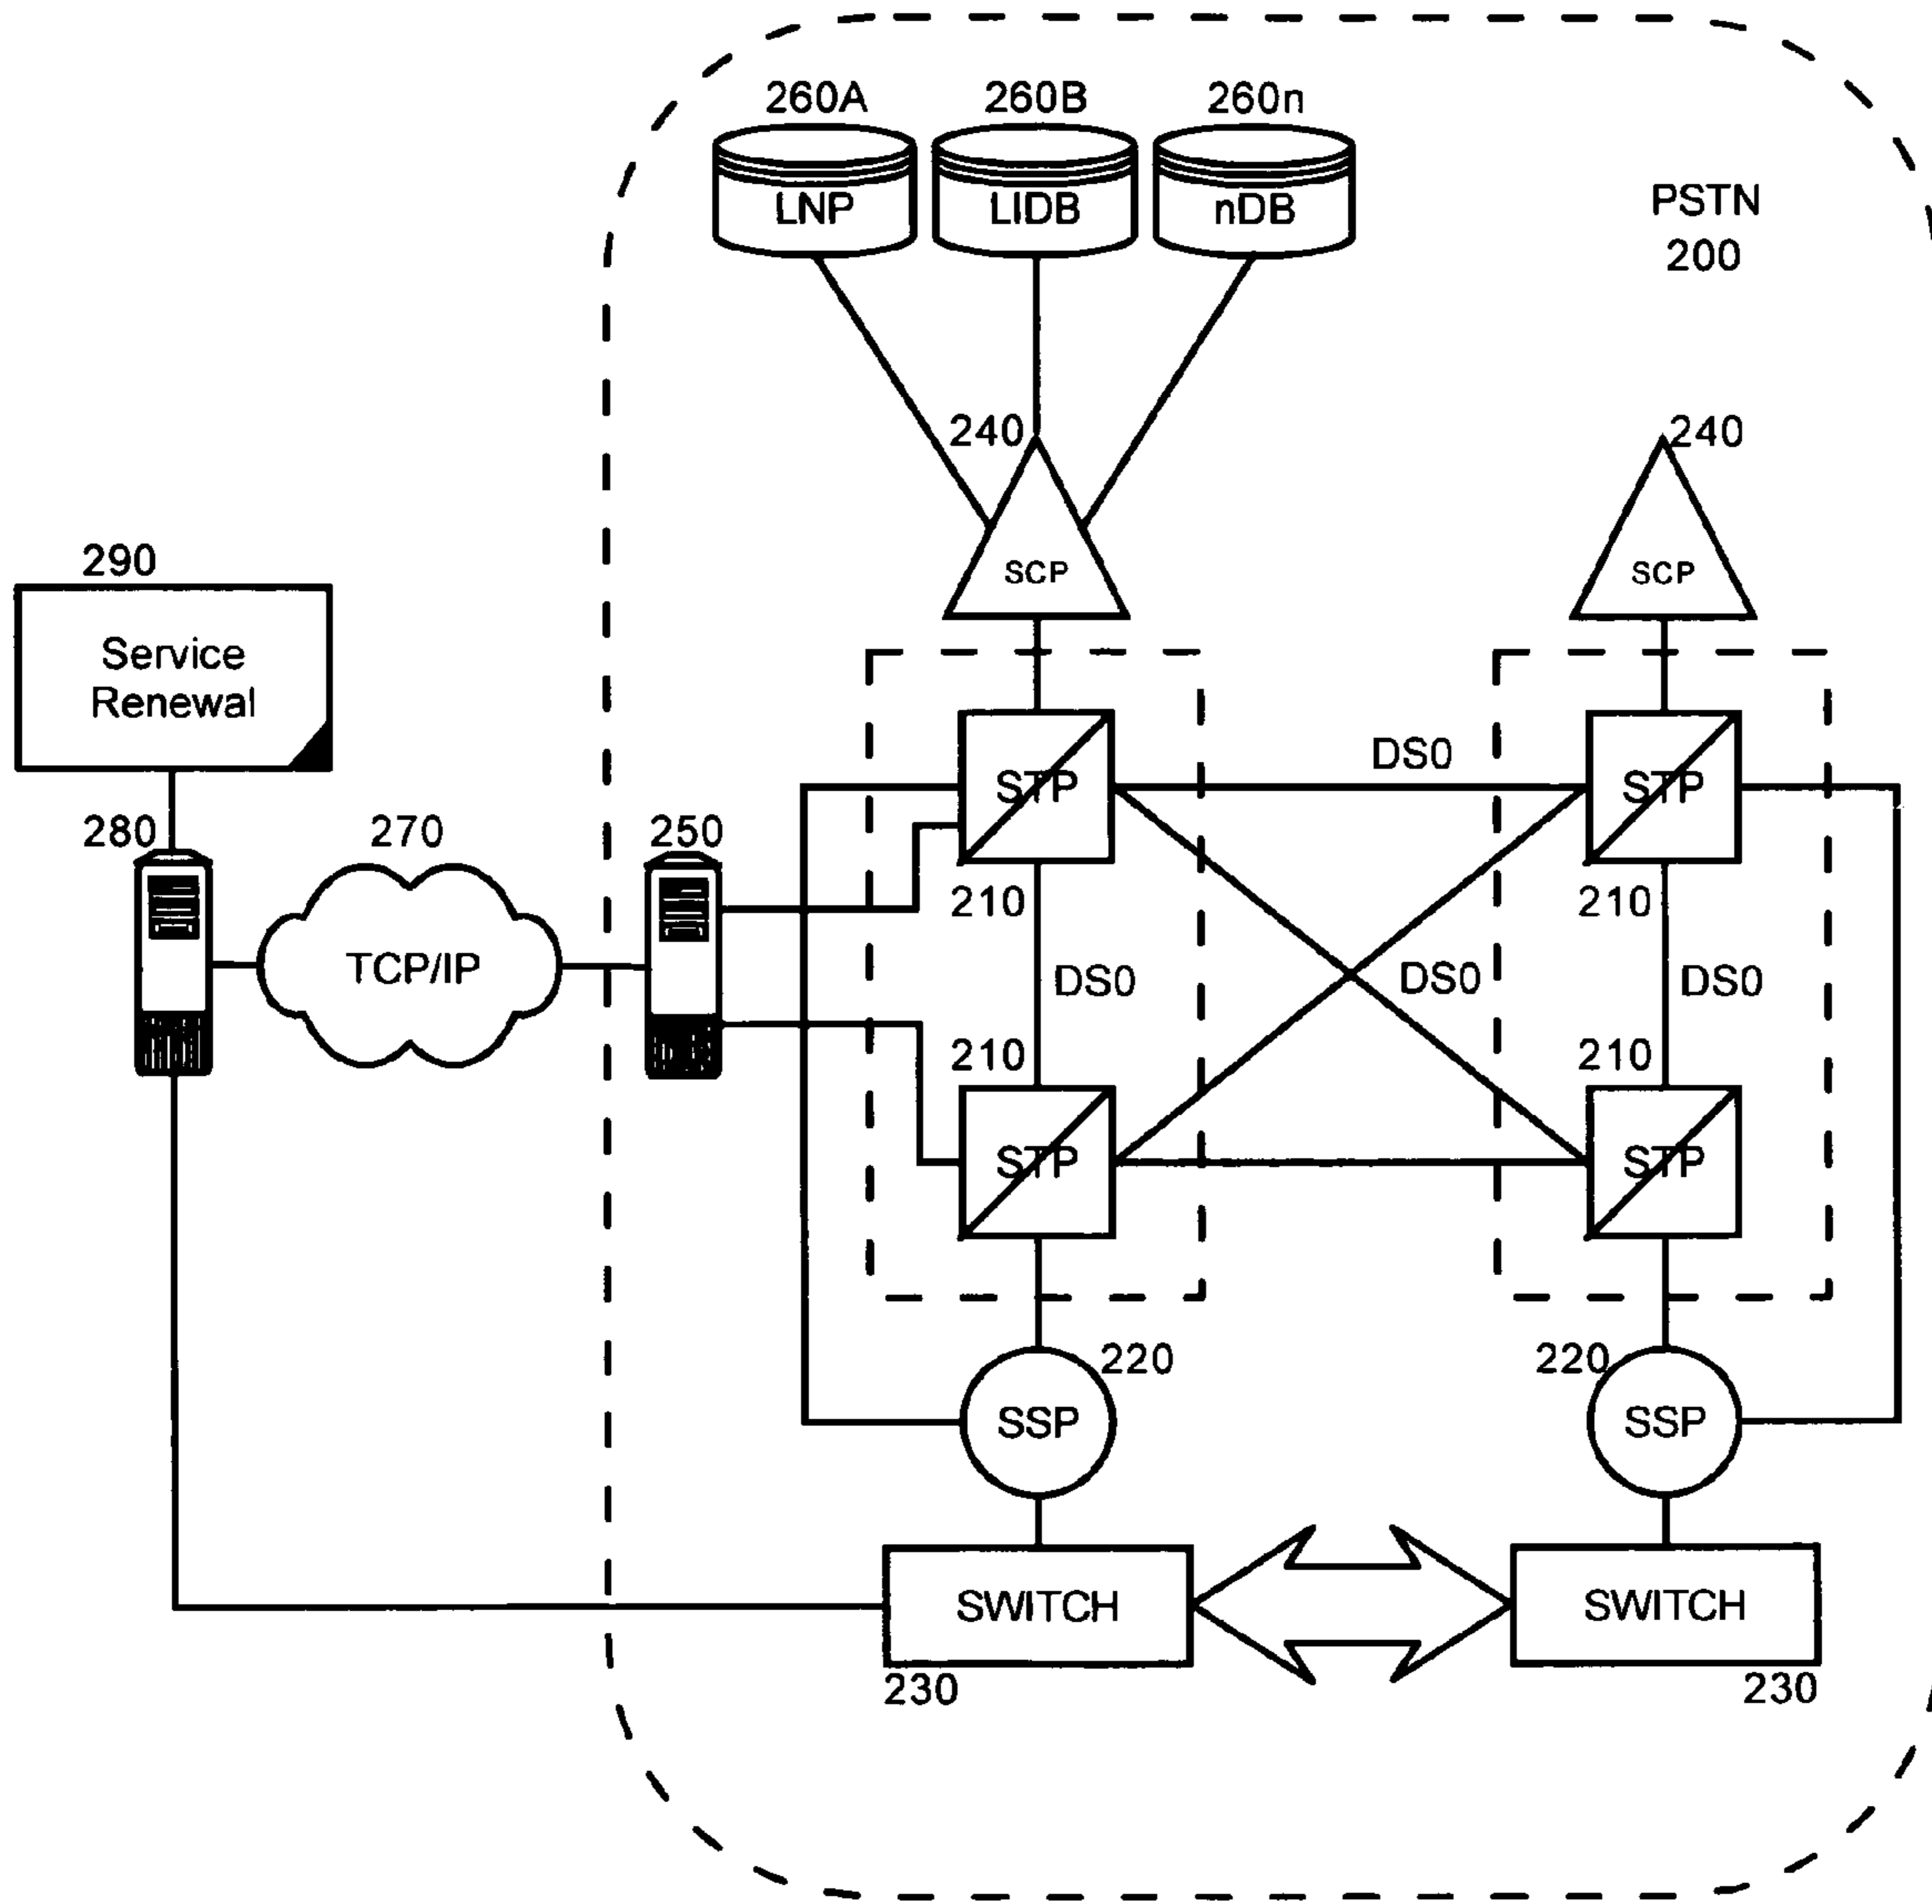 260A
260B
260n
LNP
LIDB
nDB
PSTN
200
240
240
SCP
SCP
290
Service
Renewal
STP
DS0
STP
280
270
250
210
210
TCP/IP
DS0
DS0
DS0
210
210
STP
STP
220
220
SSP
SSP
SWITCH
SWITCH
230
230